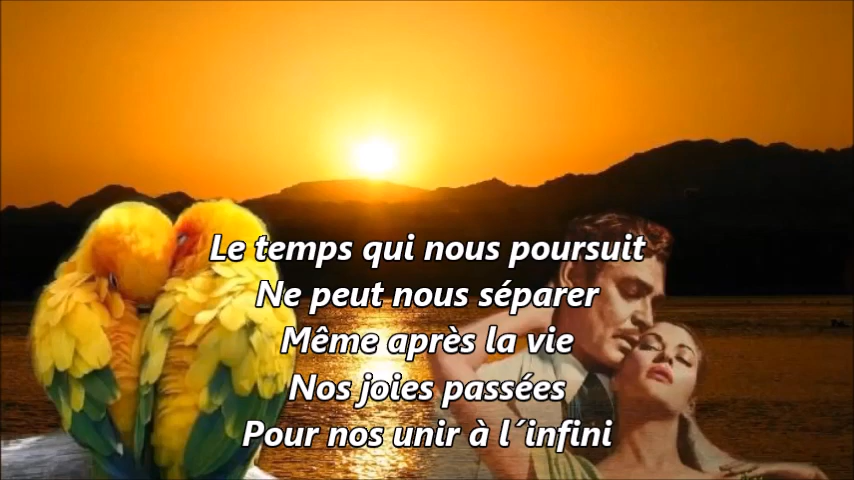 Le temps qui nous poursuit
Ne peut nous séparer
Même après la vie
Nos joies passées
Pour nos unir à l´infini